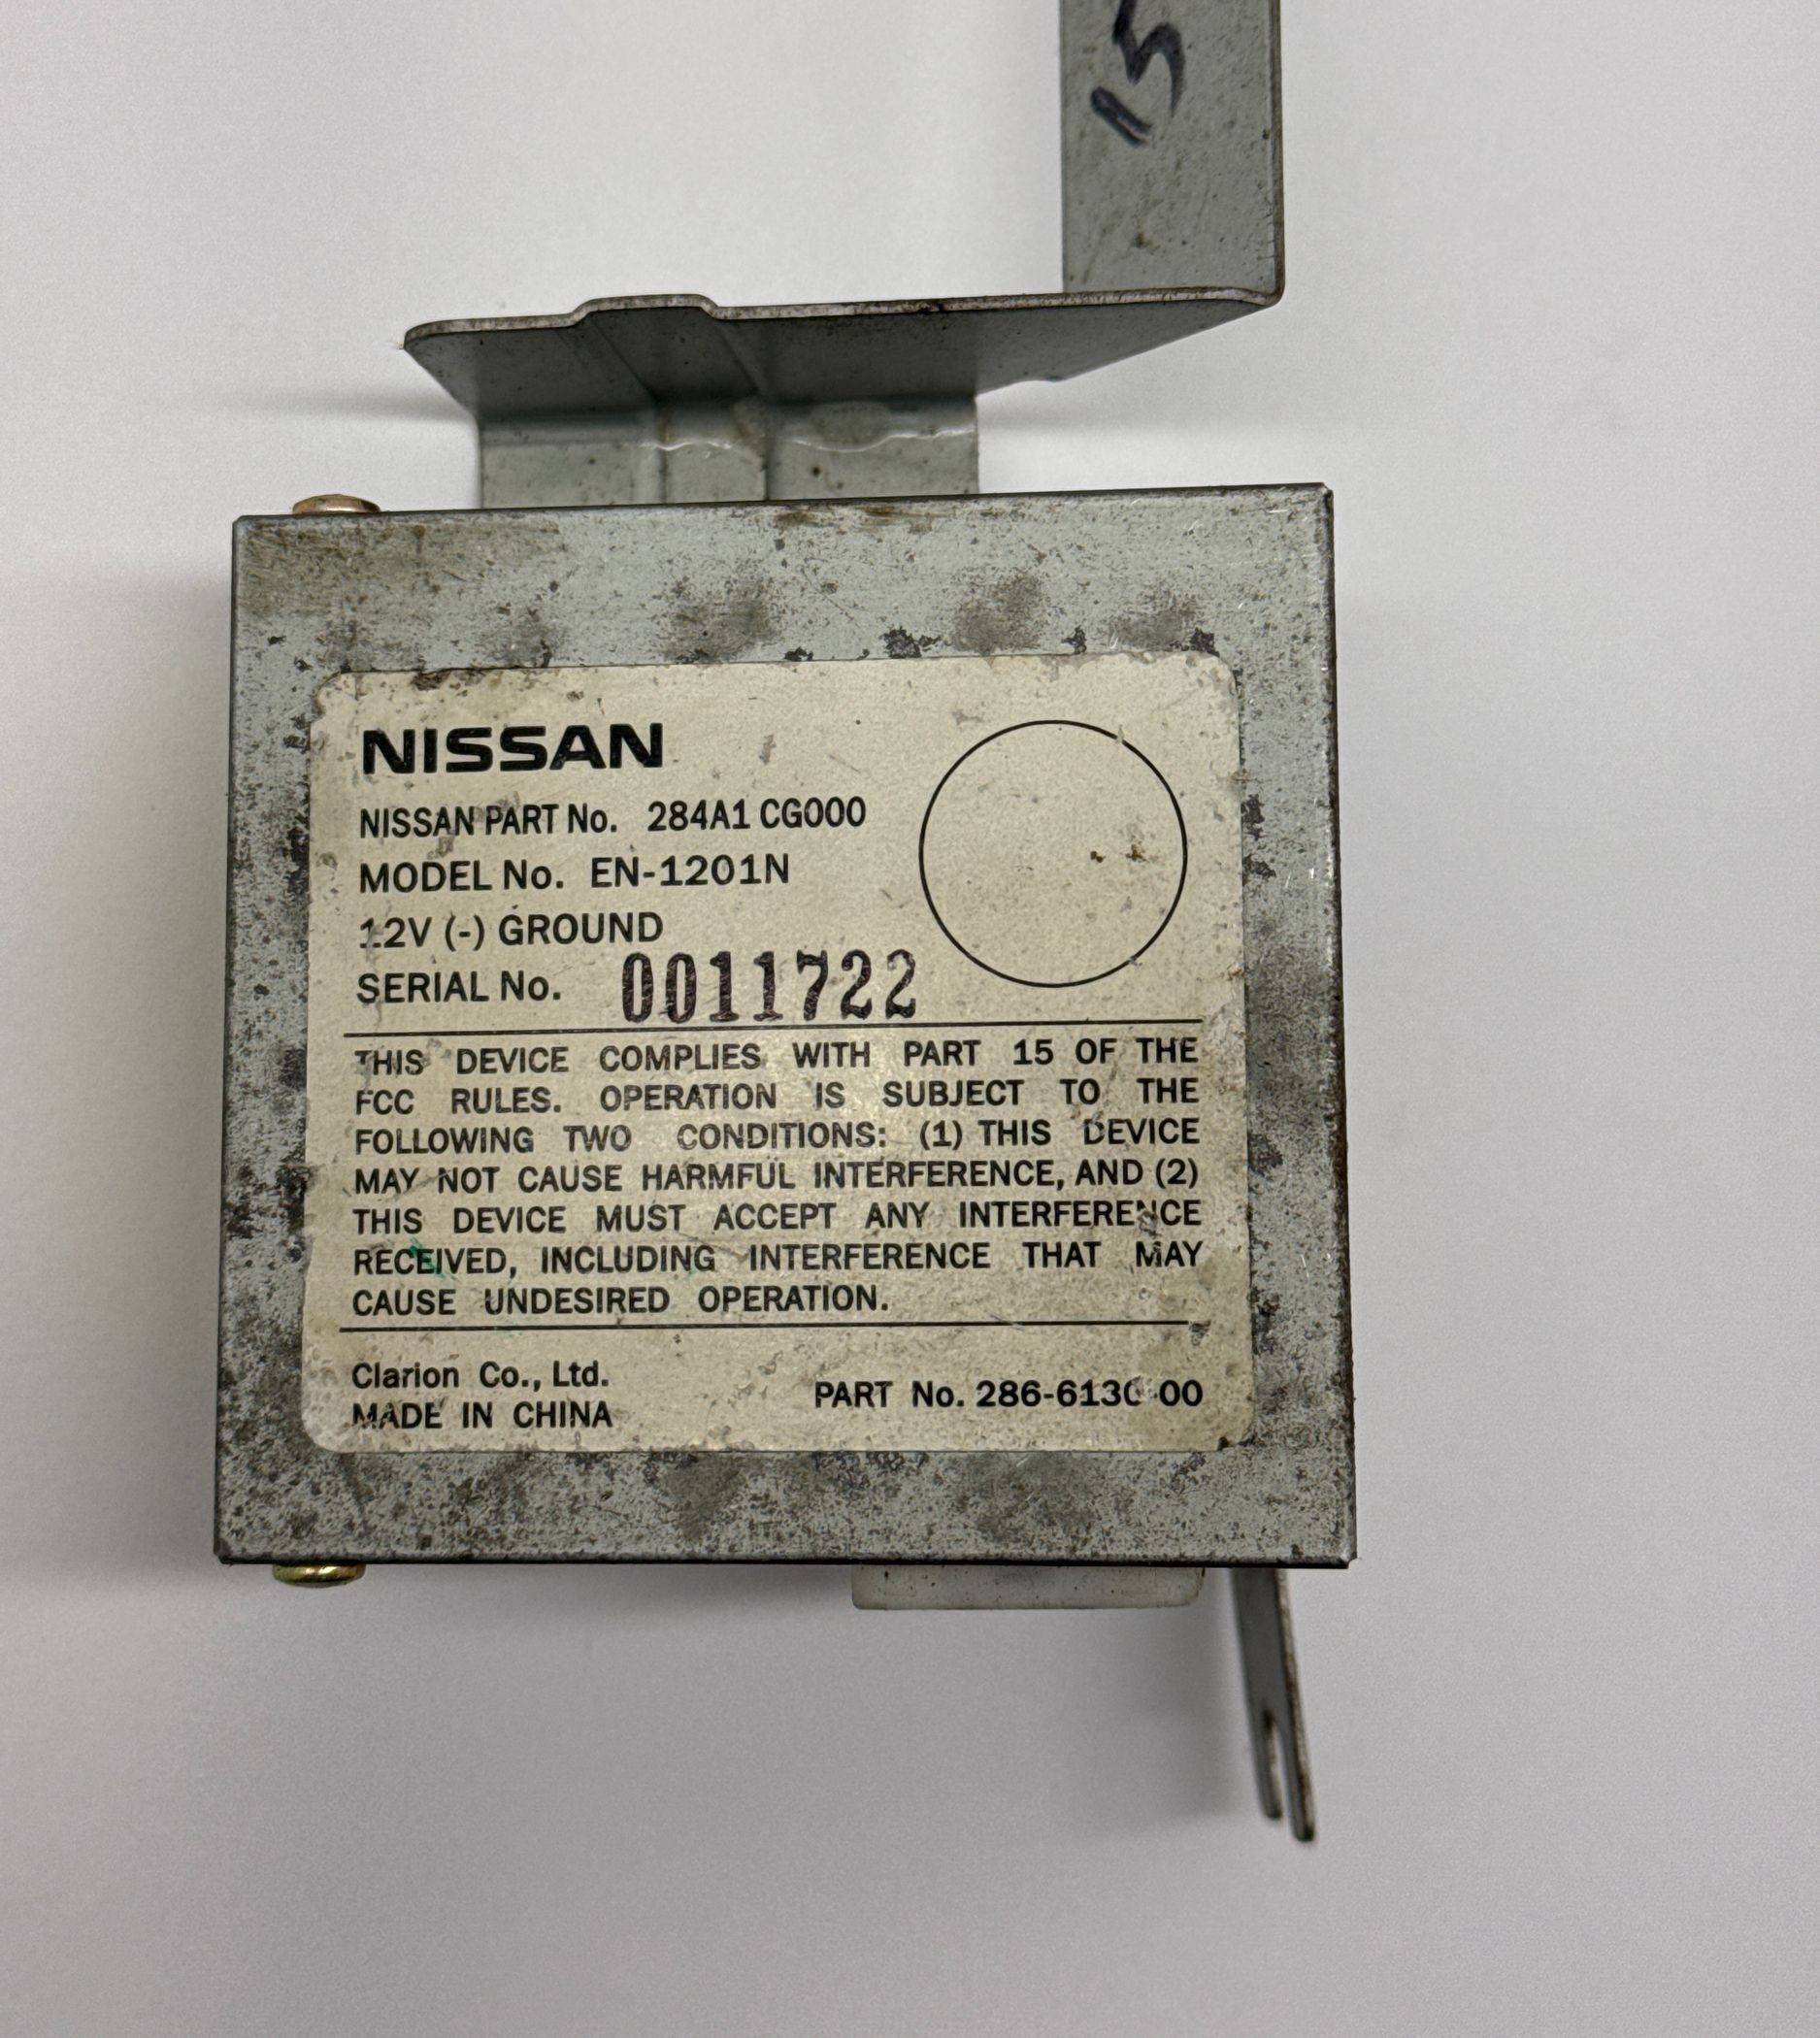 15
NISSAN
NISSAN PART No. 284A1 CG000
MODEL No. EN-1201N
12V (-) GROUND
SERIAL No. 0011722
THIS DEVICE COMPLIES WITH PART 15 OF THE
FCC RULES. OPERATION IS SUBJECT TO THE
FOLLOWING TWO CONDITIONS: (1) THIS DEVICE
MAY NOT CAUSE HARMFUL INTERFERENCE, AND (2)
THIS DEVICE MUST ACCEPT ANY INTERFERENCE
RECEIVED, INCLUDING INTERFERENCE THAT MAY
CAUSE UNDESIRED OPERATION.
Clarion Co., Ltd.
MADE IN CHINA
PART No.